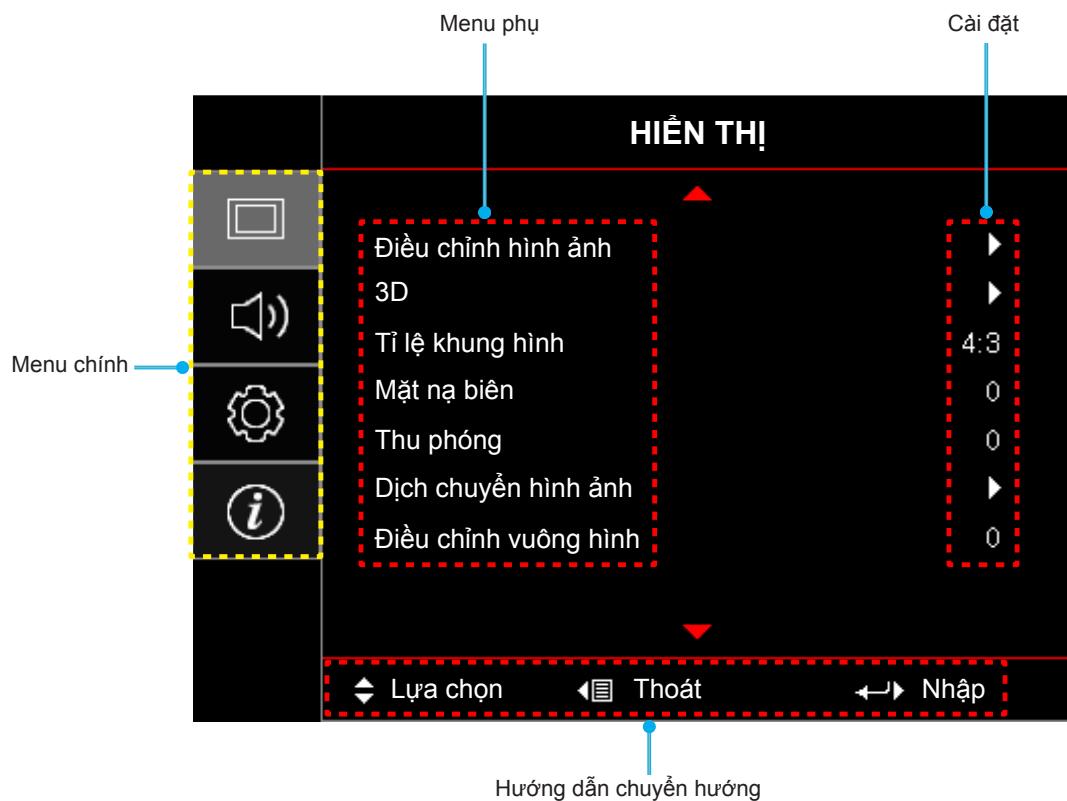 Menu phụ
Cài đặt
HIỂN THỊ
Điều chỉnh hình ảnh
3D
Tỉ lệ khung hình 4:3
Menu chính
Mặt nạ biên 0
Thu phóng 0
Dịch chuyển hình ảnh
Điều chỉnh vuông hình 0
Lựa chọn Thoát Nhập
Hướng dẫn chuyển hướng